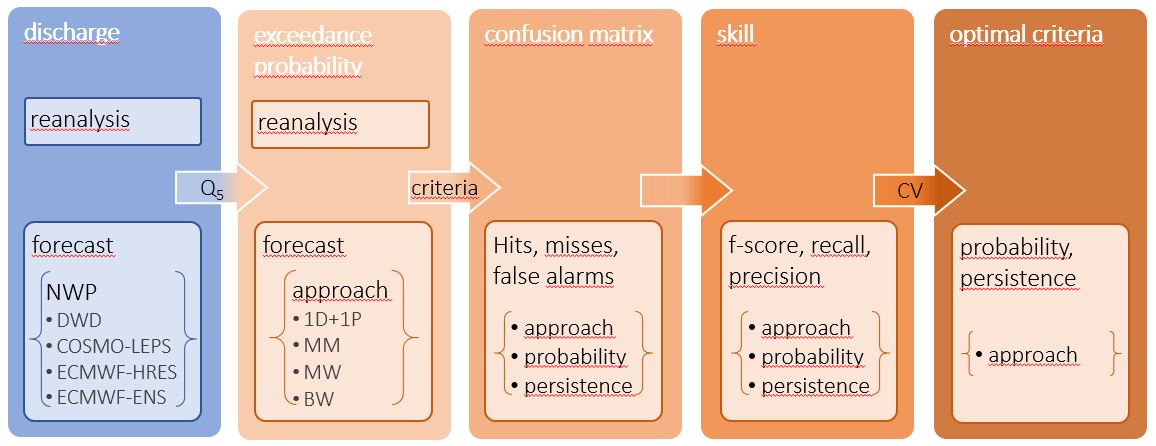 discharge
reanalysis
forecast
NWP
• DWD
• COSMO-LEPS
• ECMWF-HRES
• ECMWF-ENS
Q₅
exceedance
probability
reanalysis
forecast
approach
• 1D+1P
• MM
• MW
• BW
criteria
confusion matrix
Hits, misses,
false alarms
• approach
• probability
• persistence
skill
f-score, recall,
precision
• approach
• probability
• persistence
CV
optimal criteria
probability,
persistence
• approach